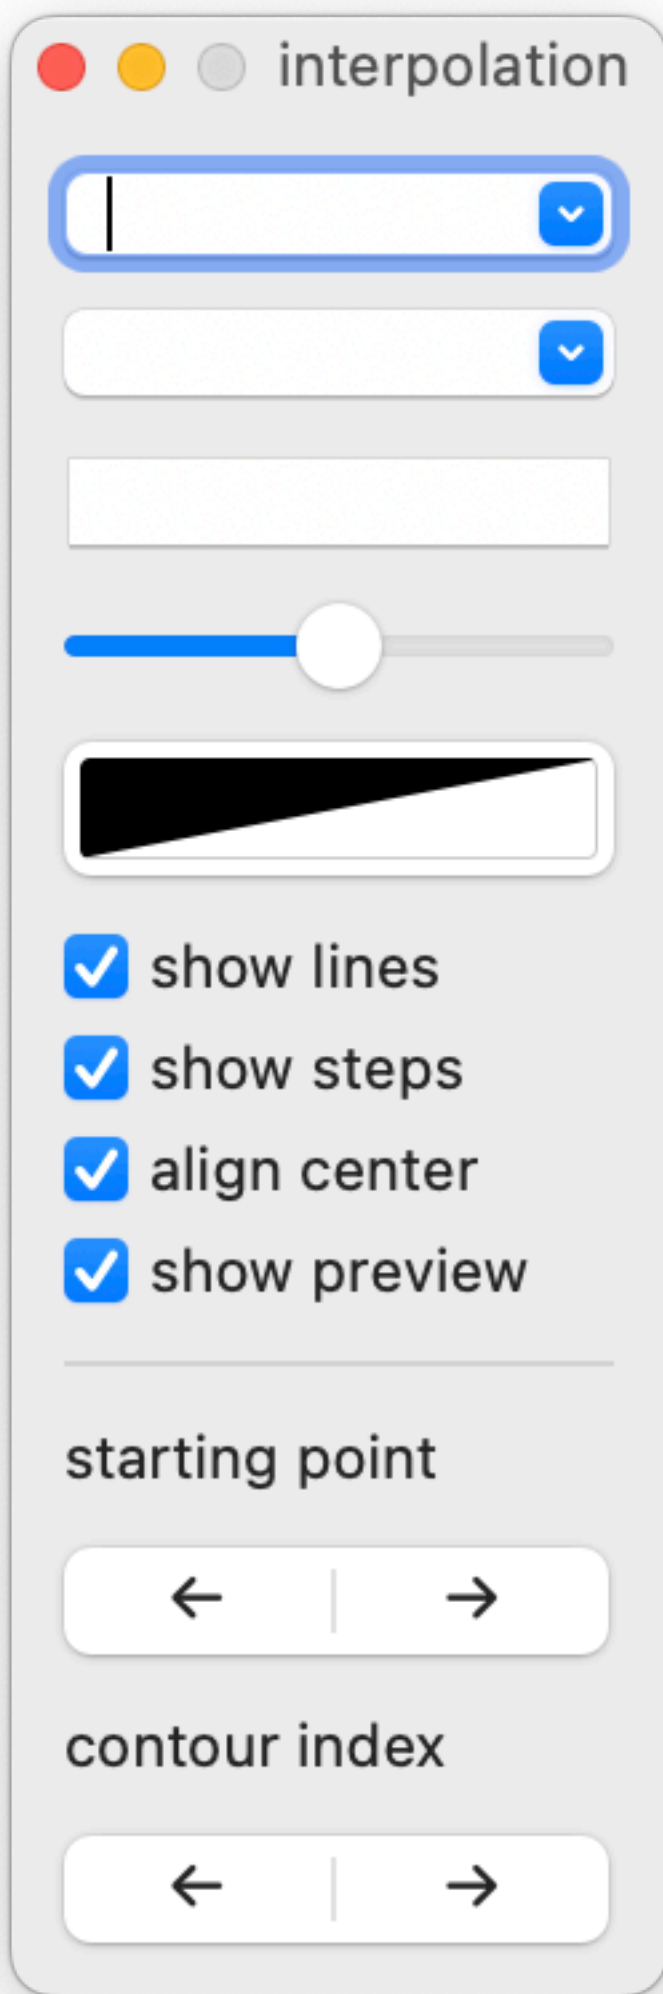 interpolation
show lines
show steps
align center
show preview
starting point
← →
contour index
← →